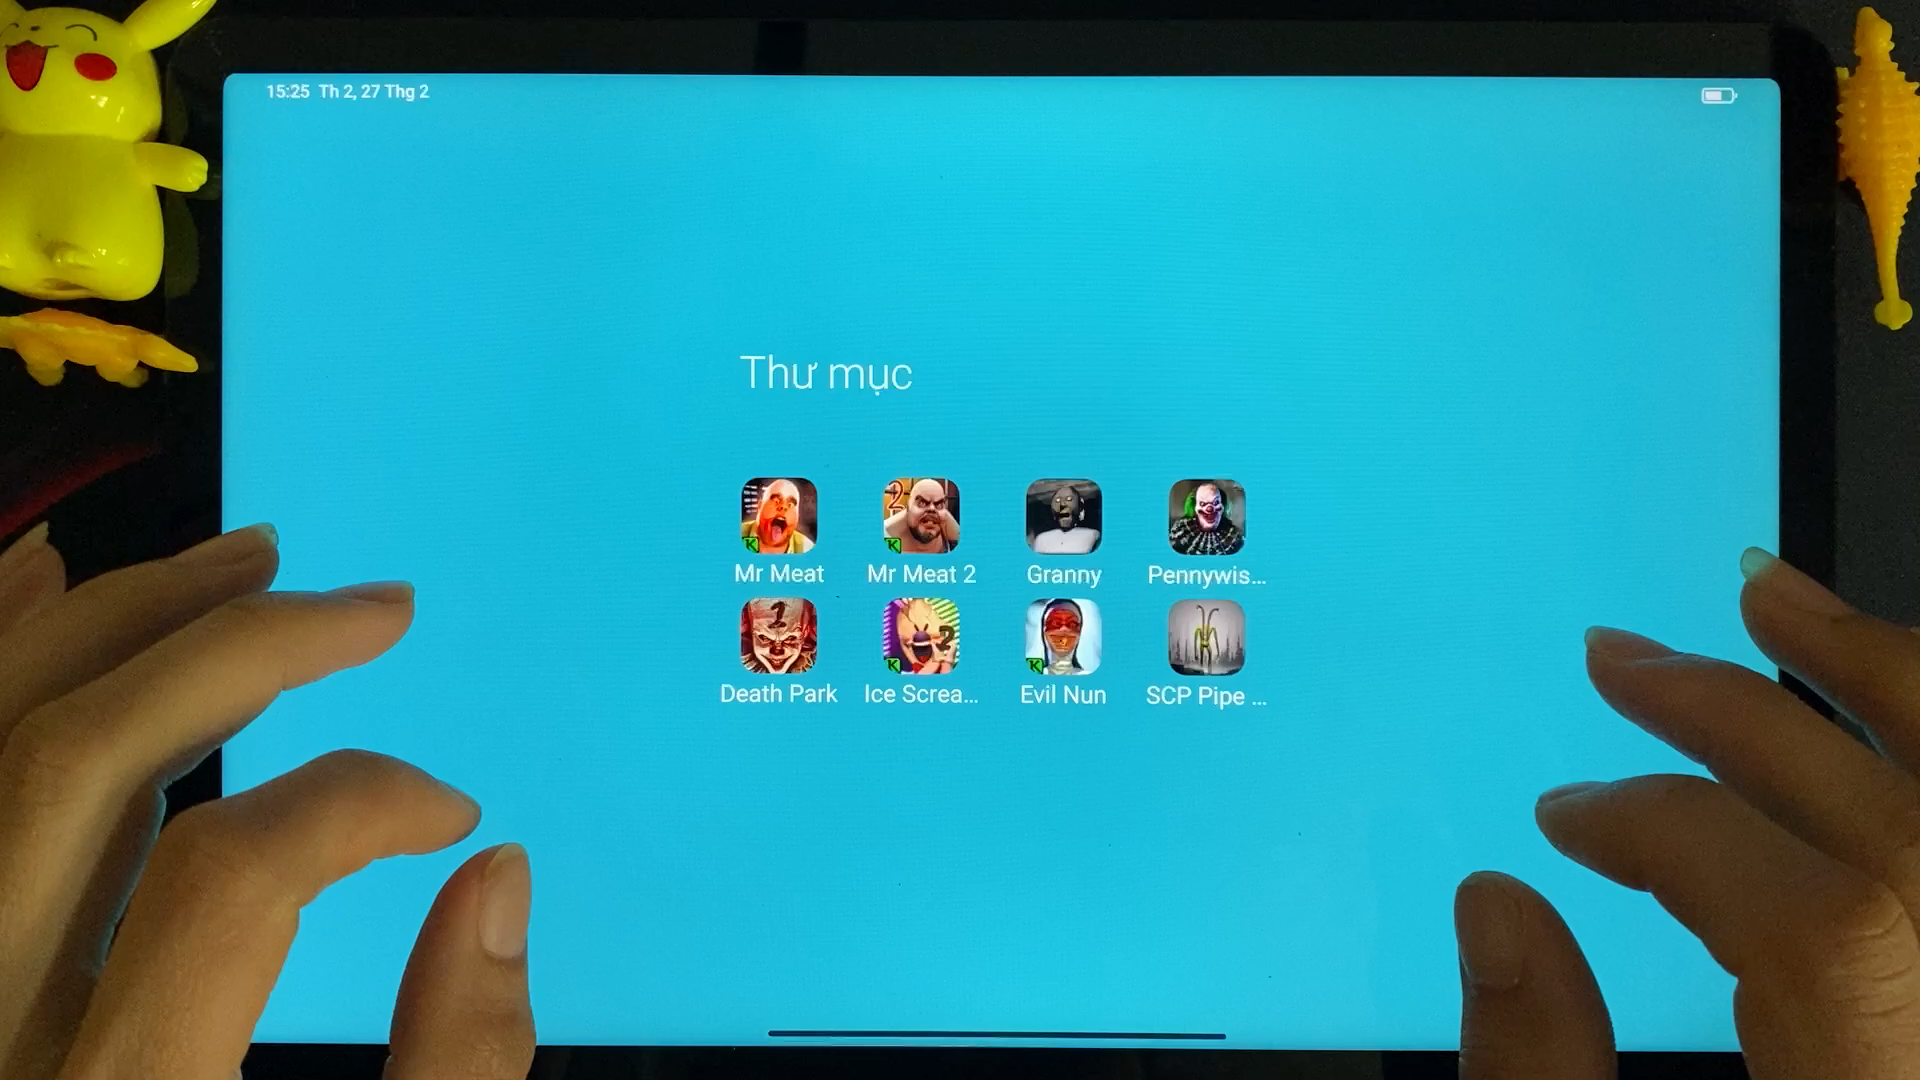 15:25 Th 2, 27 Thg 2
Thư mục
Mr Meat
Mr Meat 2
Granny
Pennywis...
Death Park
Ice Screa...
Evil Nun
SCP Pipe ...